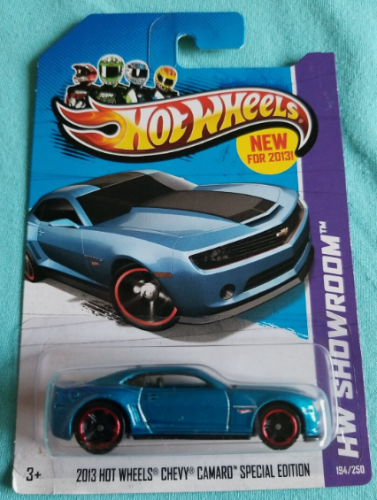 HOT WHEELS
NEW
FOR 2013!
HW SHOWROOM™
194/250
3+
2013 HOT WHEELS® CHEVY® CAMARO® SPECIAL EDITION